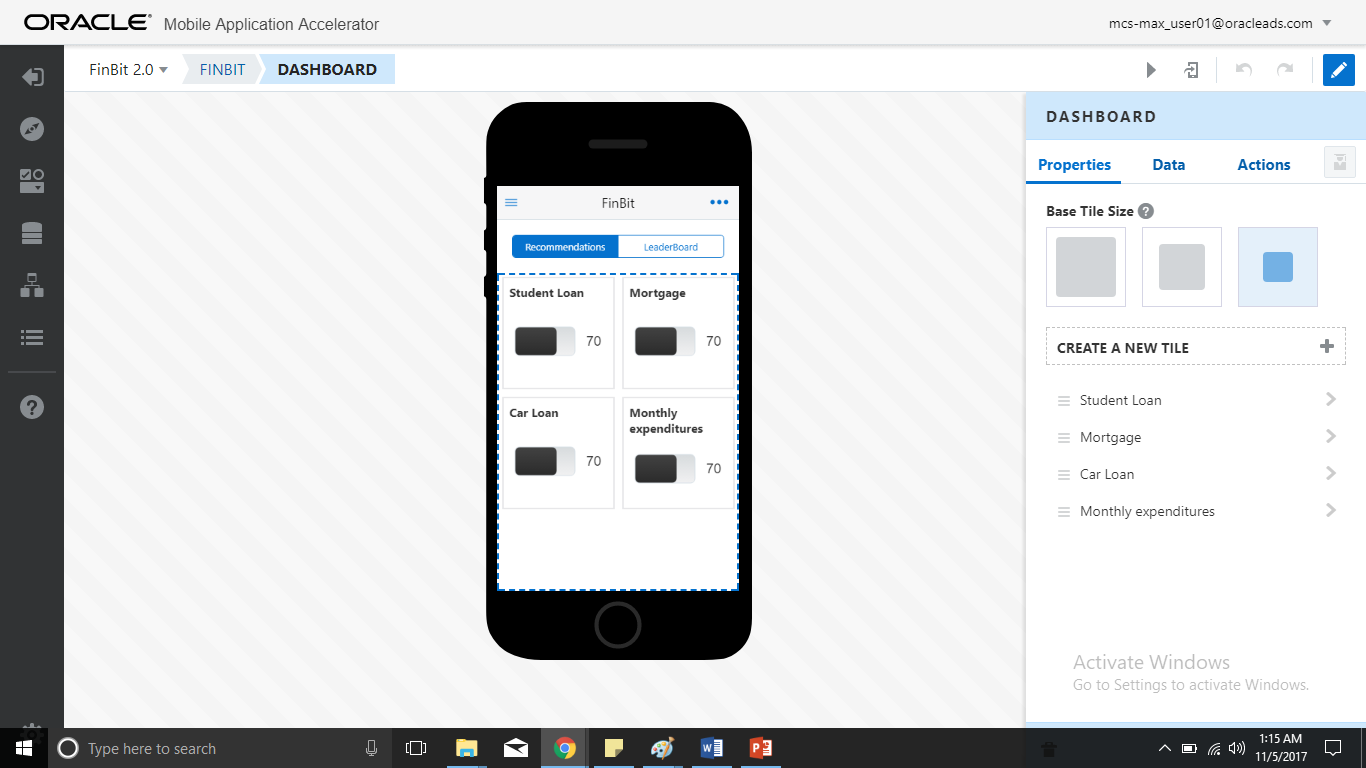 ORACLE® Mobile Application Accelerator
mcs-max_user01@oracleads.com
FinBit 2.0
FINBIT
DASHBOARD
FinBit
Recommendations
LeaderBoard
Student Loan
70
Mortgage
70
Car Loan
70
Monthly
expenditures
70
DASHBOARD
Properties
Data
Actions
Base Tile Size ?
CREATE A NEW TILE
Student Loan
Mortgage
Car Loan
Monthly expenditures
Activate Windows
Go to Settings to activate Windows.
?
Type here to search
1:15 AM
11/5/2017